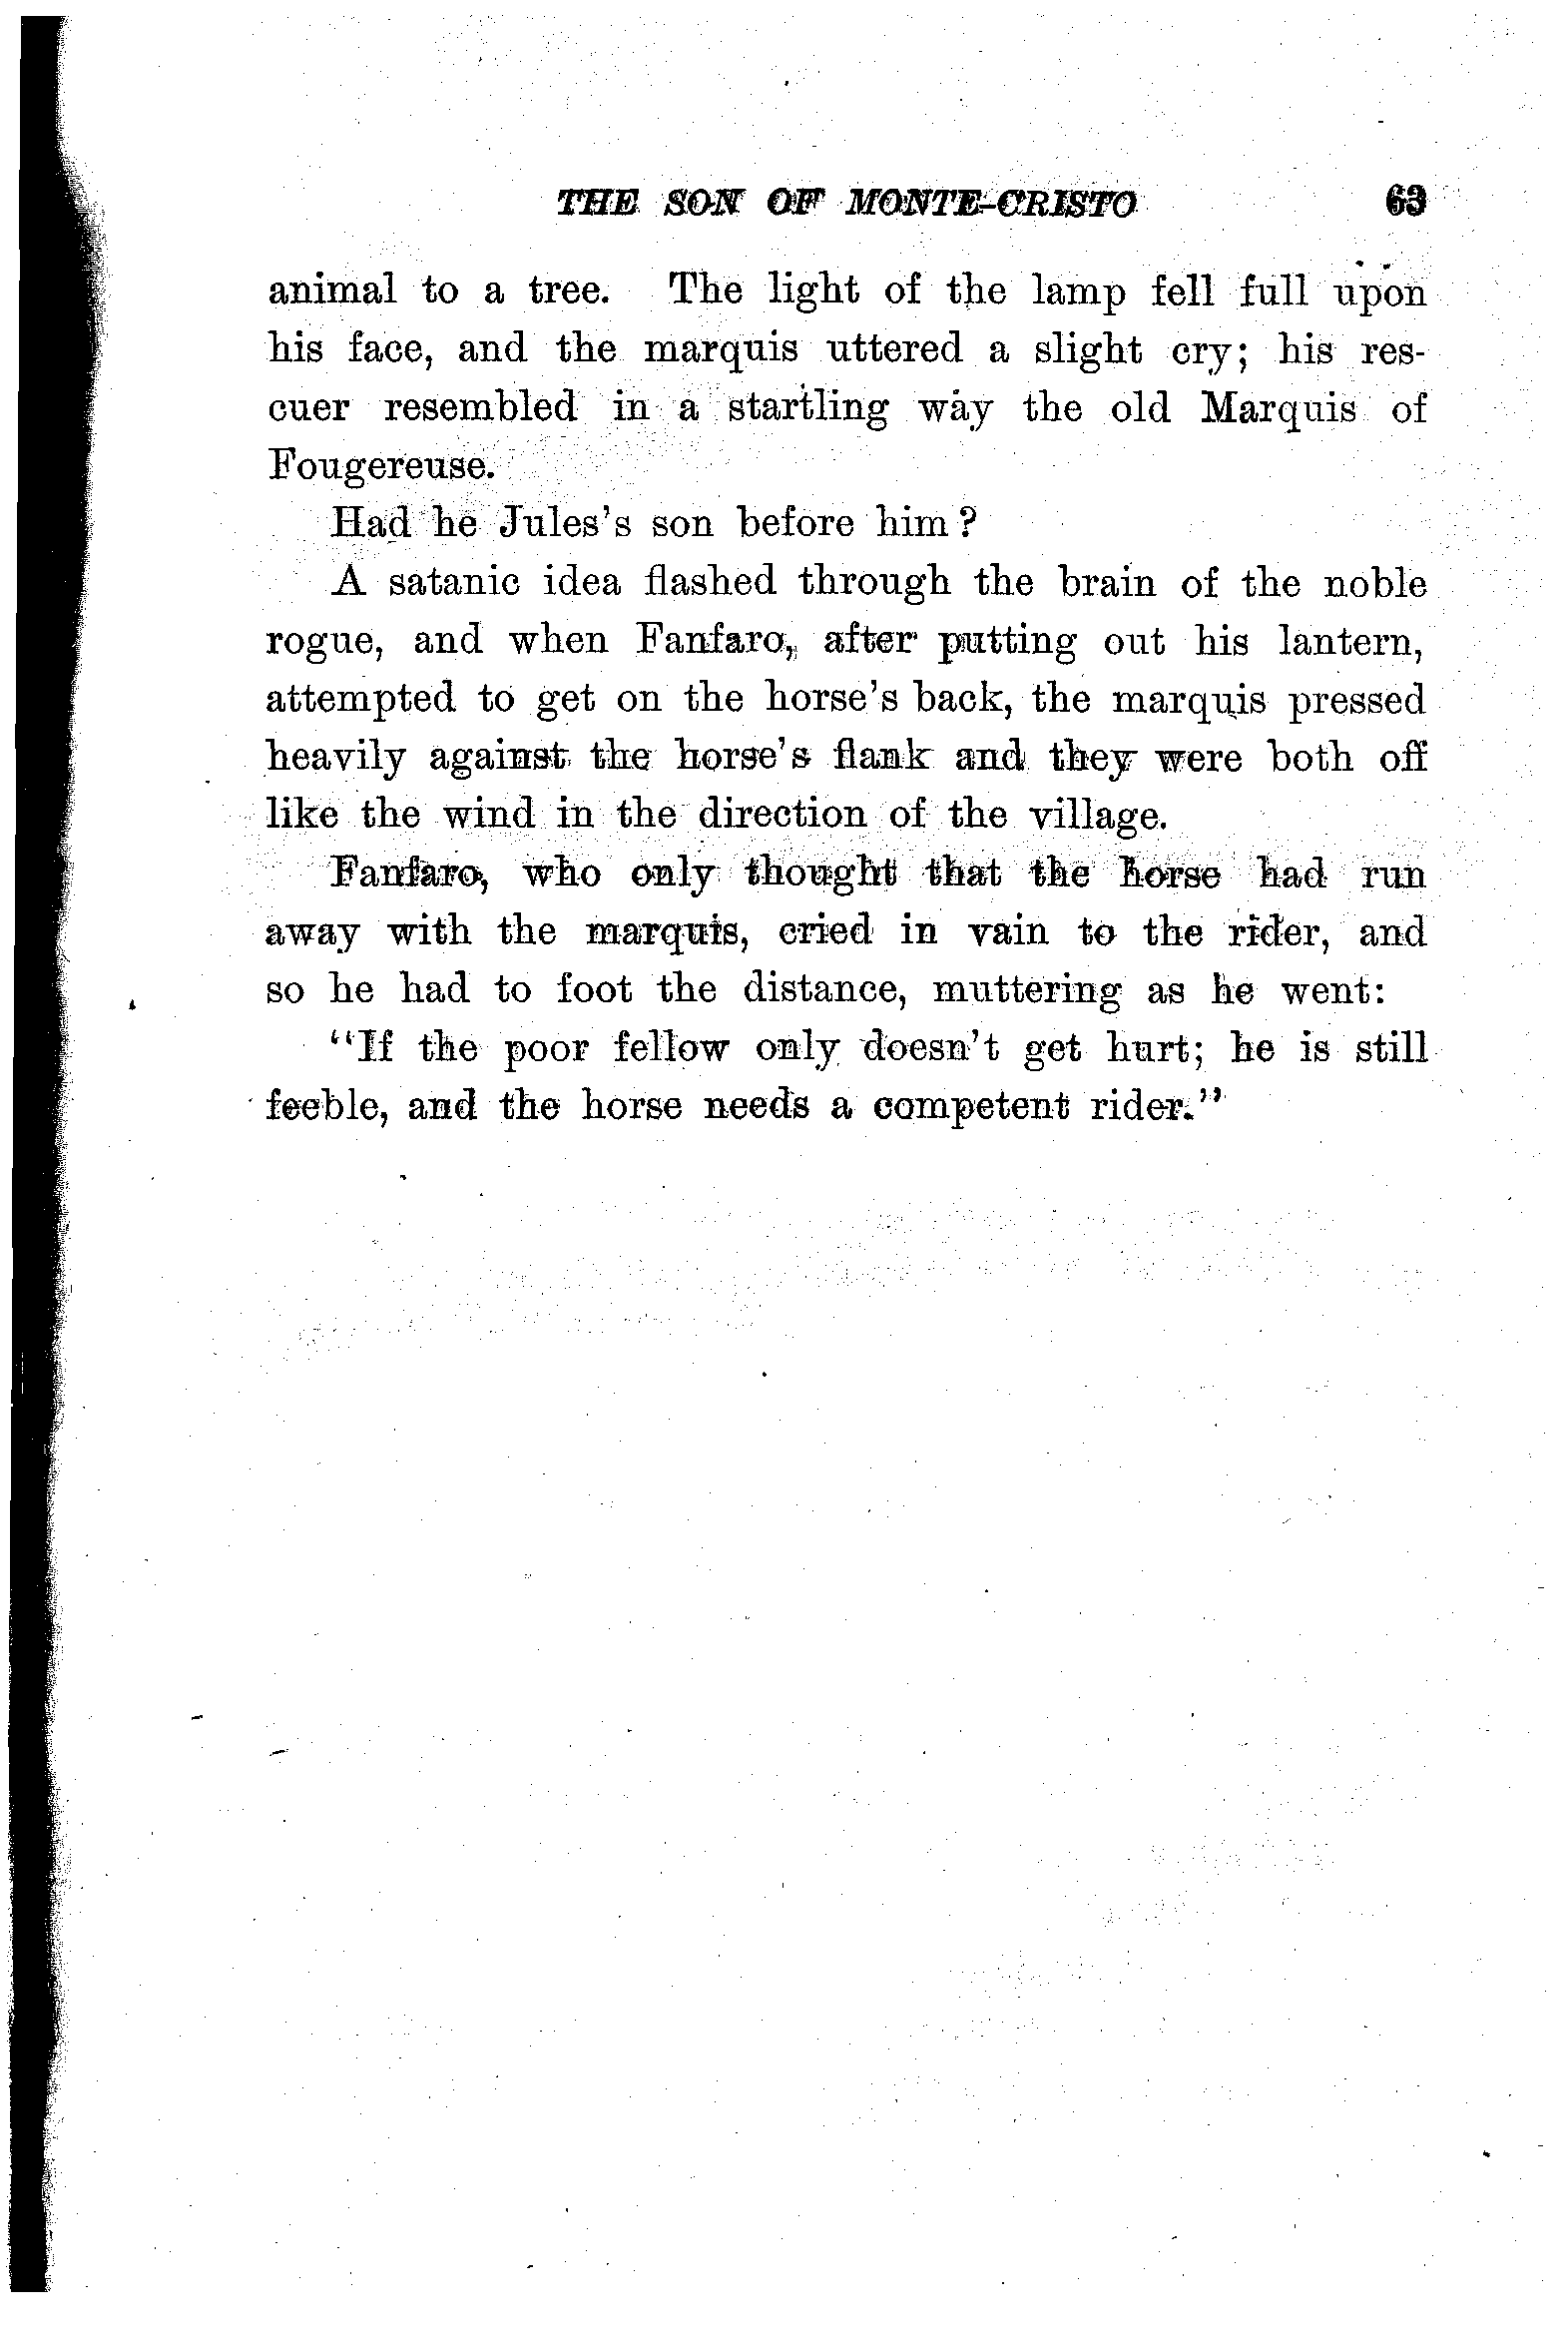 THE SON OF MONTE-CRISTO 63
animal to a tree. The light of the lamp fell full upon
his face, and the marquis uttered a slight cry; his res-
cuer resembled in a startling way the old Marquis of
Fougereuse.
Had he Jules's son before him?
A satanic idea flashed through the brain of the noble
rogue, and when Fanfaro, after putting out his lantern,
attempted to get on the horse's back, the marquis pressed
heavily against the horse's flank and they were both off
like the wind in the direction of the village.
Fanfaro, who only thought that the horse had run
away with the marquis, cried in vain to the rider, and
so he had to foot the distance, muttering as he went:
"If the poor fellow only doesn't get hurt; he is still
feeble, and the horse needs a competent rider."